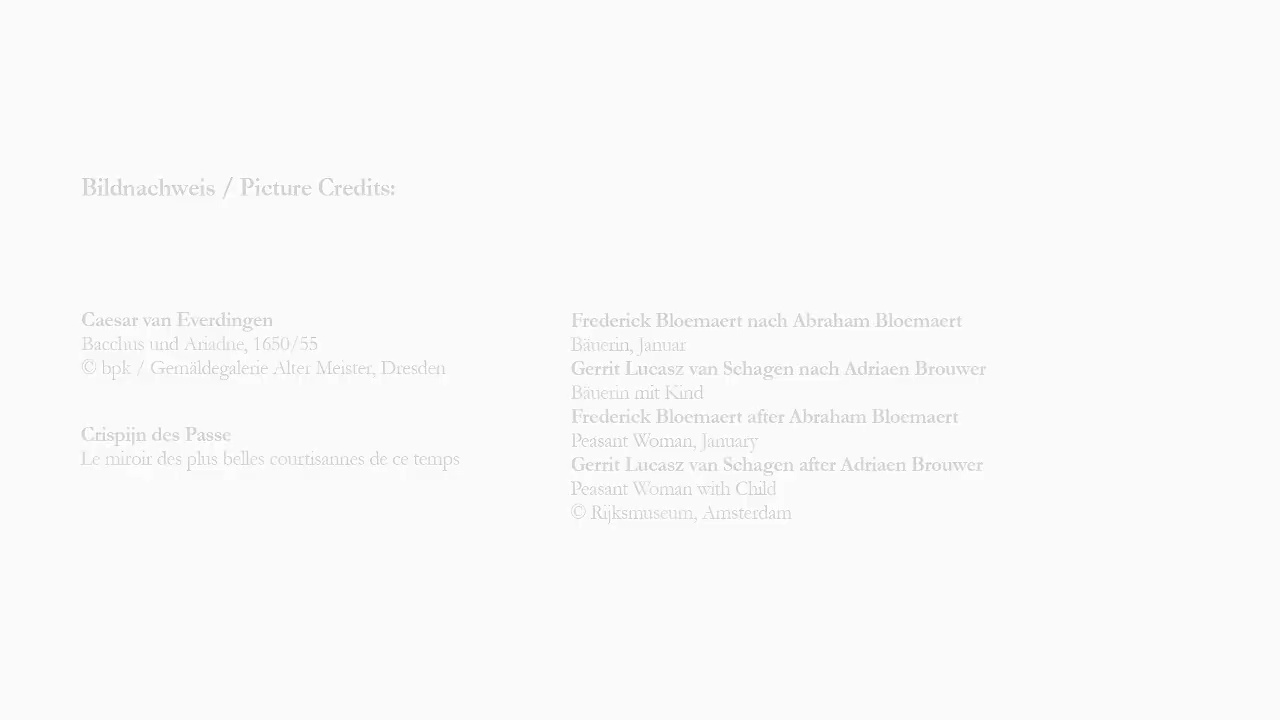 Bildnachweis / Picture Credits:
Caesar van Everdingen
Bacchus und Ariadne, 1650/55
© bpk / Gemäldegalerie Alter Meister, Dresden
Crispijn des Passe
Le miroir des plus belles courtisannes de ce temps
Frederick Bloemaert nach Abraham Bloemaert
Bäuerin, Januar
Gerrit Lucasz van Schagen nach Adriaen Brouwer
Bäuerin mit Kind
Frederick Bloemaert after Abraham Bloemaert
Peasant Woman, January
Gerrit Lucasz van Schagen after Adriaen Brouwer
Peasant Woman with Child
© Rijksmuseum, Amsterdam